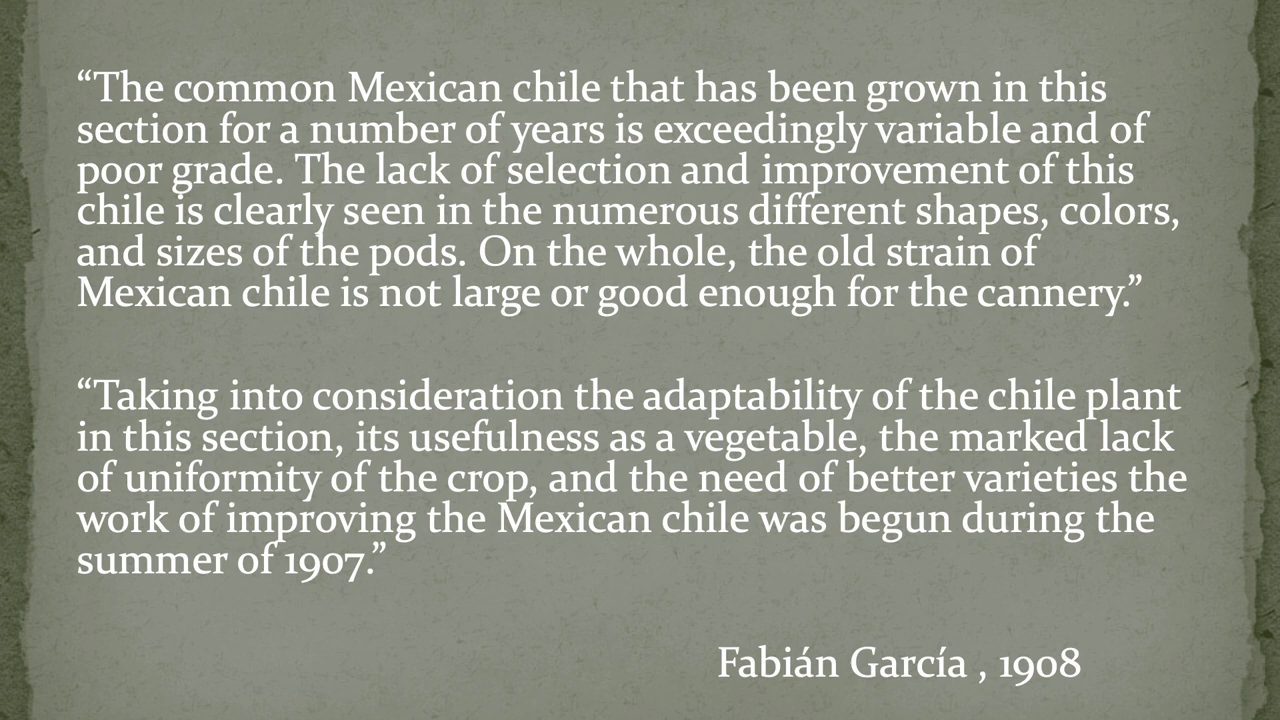 “The common Mexican chile that has been grown in this
section for a number of years is exceedingly variable and of
poor grade. The lack of selection and improvement of this
chile is clearly seen in the numerous different shapes, colors,
and sizes of the pods. On the whole, the old strain of
Mexican chile is not large or good enough for the cannery.”
“Taking into consideration the adaptability of the chile plant
in this section, its usefulness as a vegetable, the marked lack
of uniformity of the crop, and the need of better varieties the
work of improving the Mexican chile was begun during the
summer of 1907.”
Fabián García , 1908